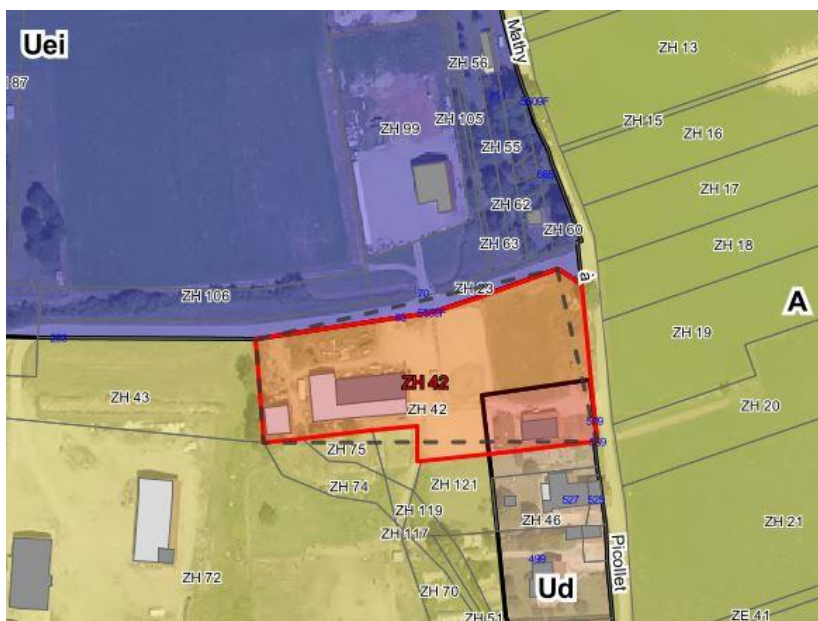 Uei
Mathy
ZH 13
ZH 56
87
5509F
ZH 105
ZH 15
ZH 99
ZH 16
ZH 55
ZH 17
ZH 62
ZH 60
ZH 63
ZH 18
à
ZH 106
70
ZH 23
A
ZH 19
ZH 42
ZH 43
ZH 42
ZH 20
ZH 75
ZH 74
ZH 121
ZH 119
527
525
ZH 46
ZH 21
ZH 117
499
Picollet
ZH 72
ZH 70
Ud
ZH 51
ZE 41